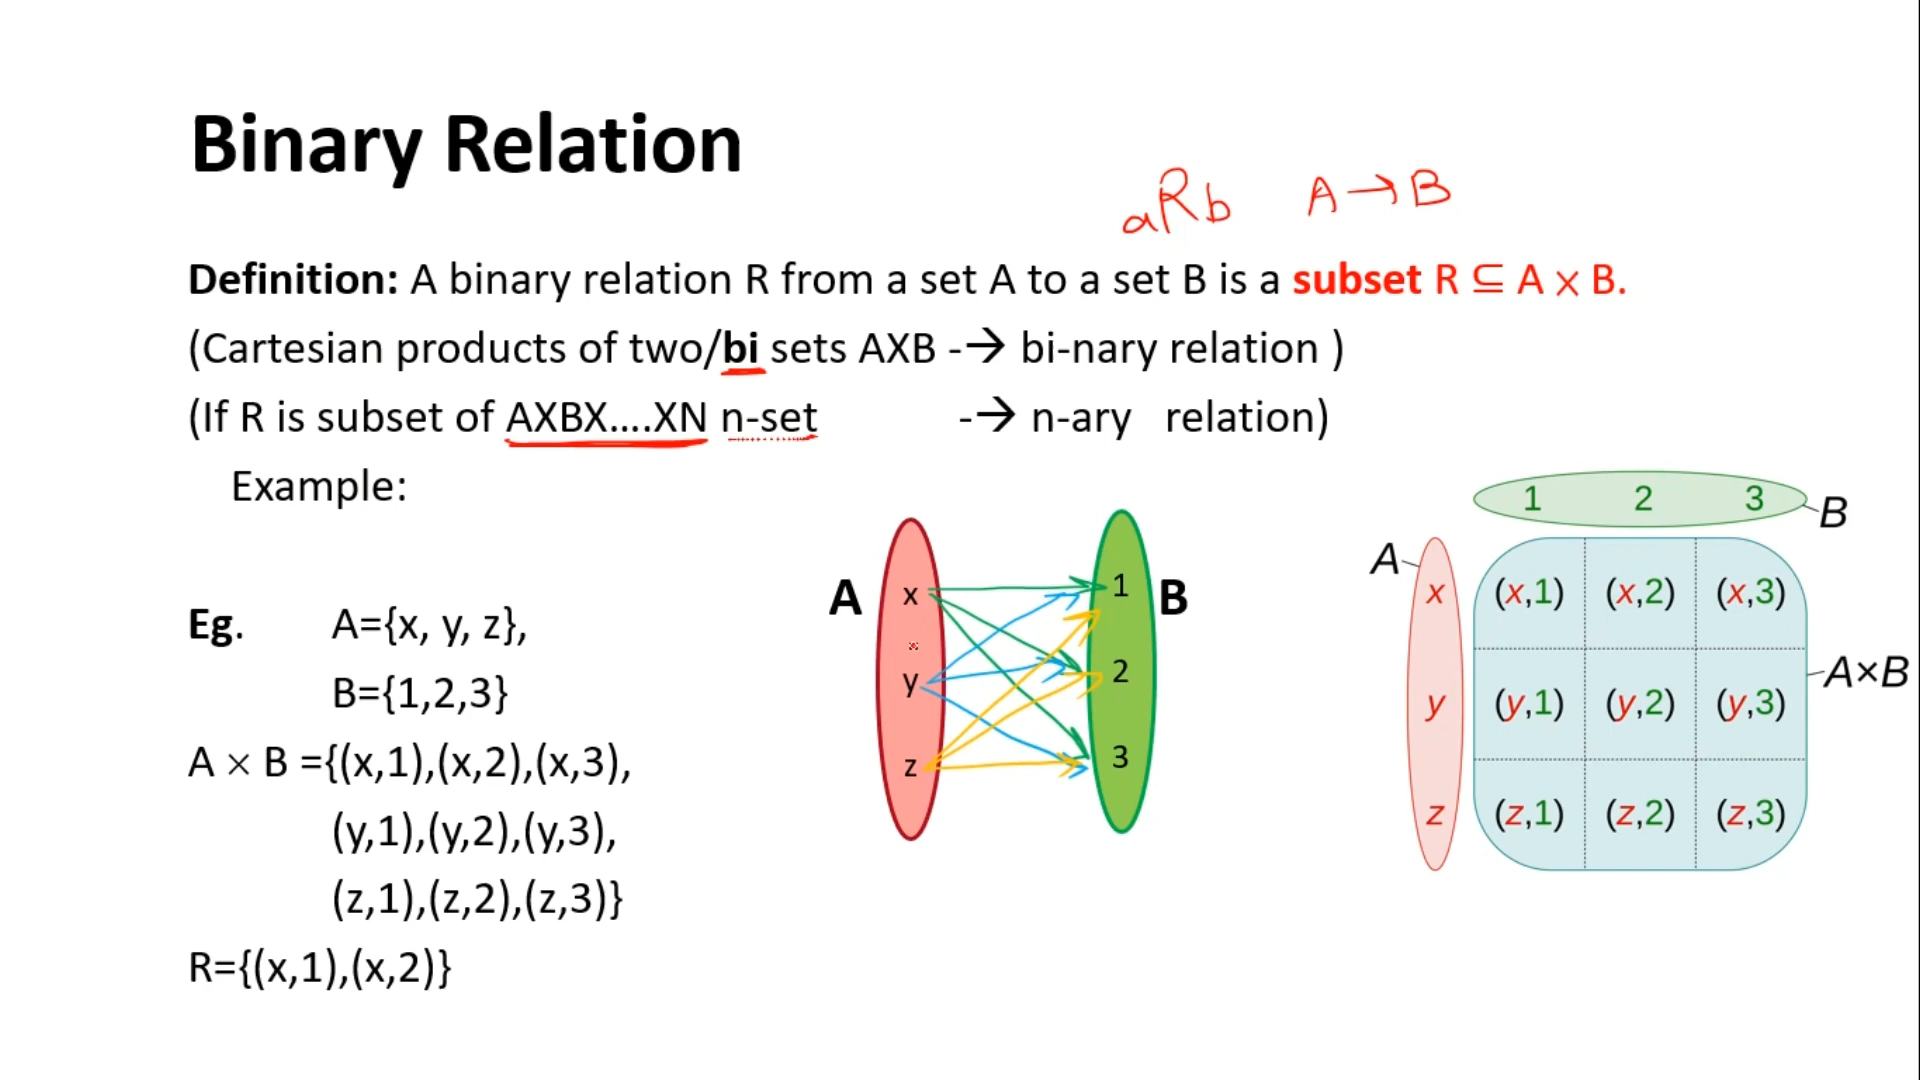 Binary Relation
aRb A→B
Definition: A binary relation R from a set A to a set B is a subset R ⊆ A × B.
(Cartesian products of two/bi sets AXB -→ bi-nary relation )
(If R is subset of AXBX....XN n-set -→ n-ary relation)
Example:
Eg. A={x, y, z},
B={1,2,3}
A × B ={(x,1),(x,2),(x,3),
(y,1),(y,2),(y,3),
(z,1),(z,2),(z,3)}
R={(x,1),(x,2)}
A
x
y
z
1
2
3
B
1 2 3 B
A
x (x,1) (x,2) (x,3)
y (y,1) (y,2) (y,3)
A×B
z (z,1) (z,2) (z,3)